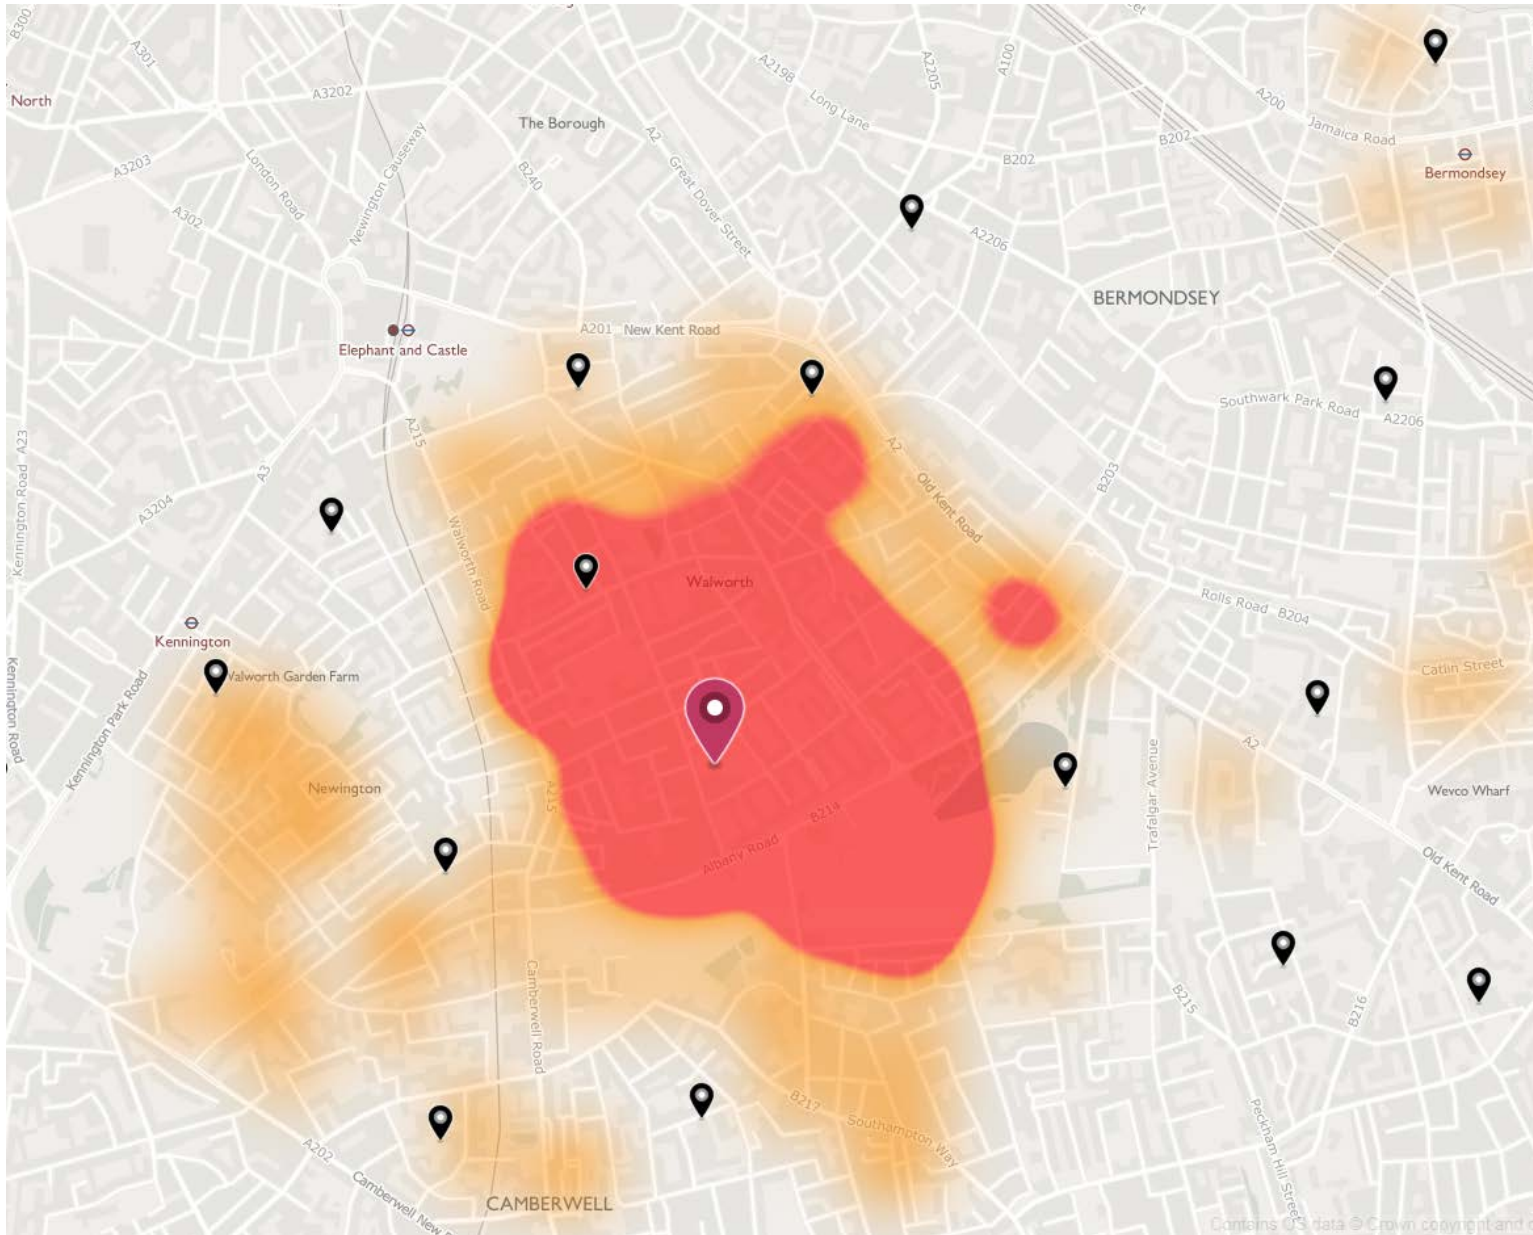 B300
A301
A3202
North
A3203
London Road
A302
Newington Causeway
The Borough
B240
A2
Great Dover Street
A2198
Long Lane
A2205
A100
B202
B202
A200
Jamaica Road
Bermondsey
A2206
BERMONDSEY
A201 New Kent Road
Elephant and Castle
A215
A23
Kennington Road
A3
A3204
Walworth Road
Walworth
A2
Old Kent Road
B203
Southwark Park Road
A2206
Rolls Road B204
Kennington
Kennington Road
Kennington Park Road
Walworth Garden Farm
Newington
A215
Albany Road
B214
Trafalgar Avenue
A2
Catlin Street
Wevco Wharf
Old Kent Road
Camberwell Road
B215
B216
B217
Southampton Way
Peckham Hill Street
A202
Camberwell New
CAMBERWELL
Contains OS data © Crown copyright and